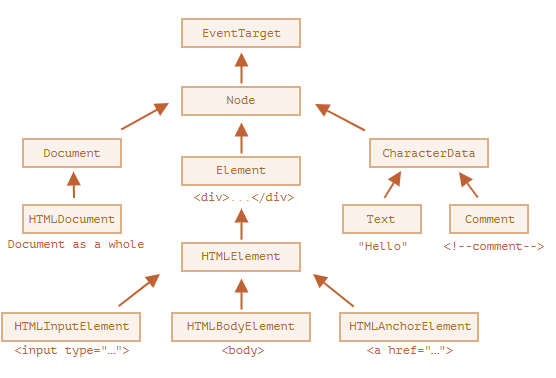 EventTarget
Node
Document
Element
CharacterData
<div>...</div>
HTMLDocument
Text
Comment
Document as a whole
"Hello"
<!--comment-->
HTMLElement
HTMLInputElement
HTMLBodyElement
HTMLAnchorElement
<input type="…">
<body>
<a href="…">